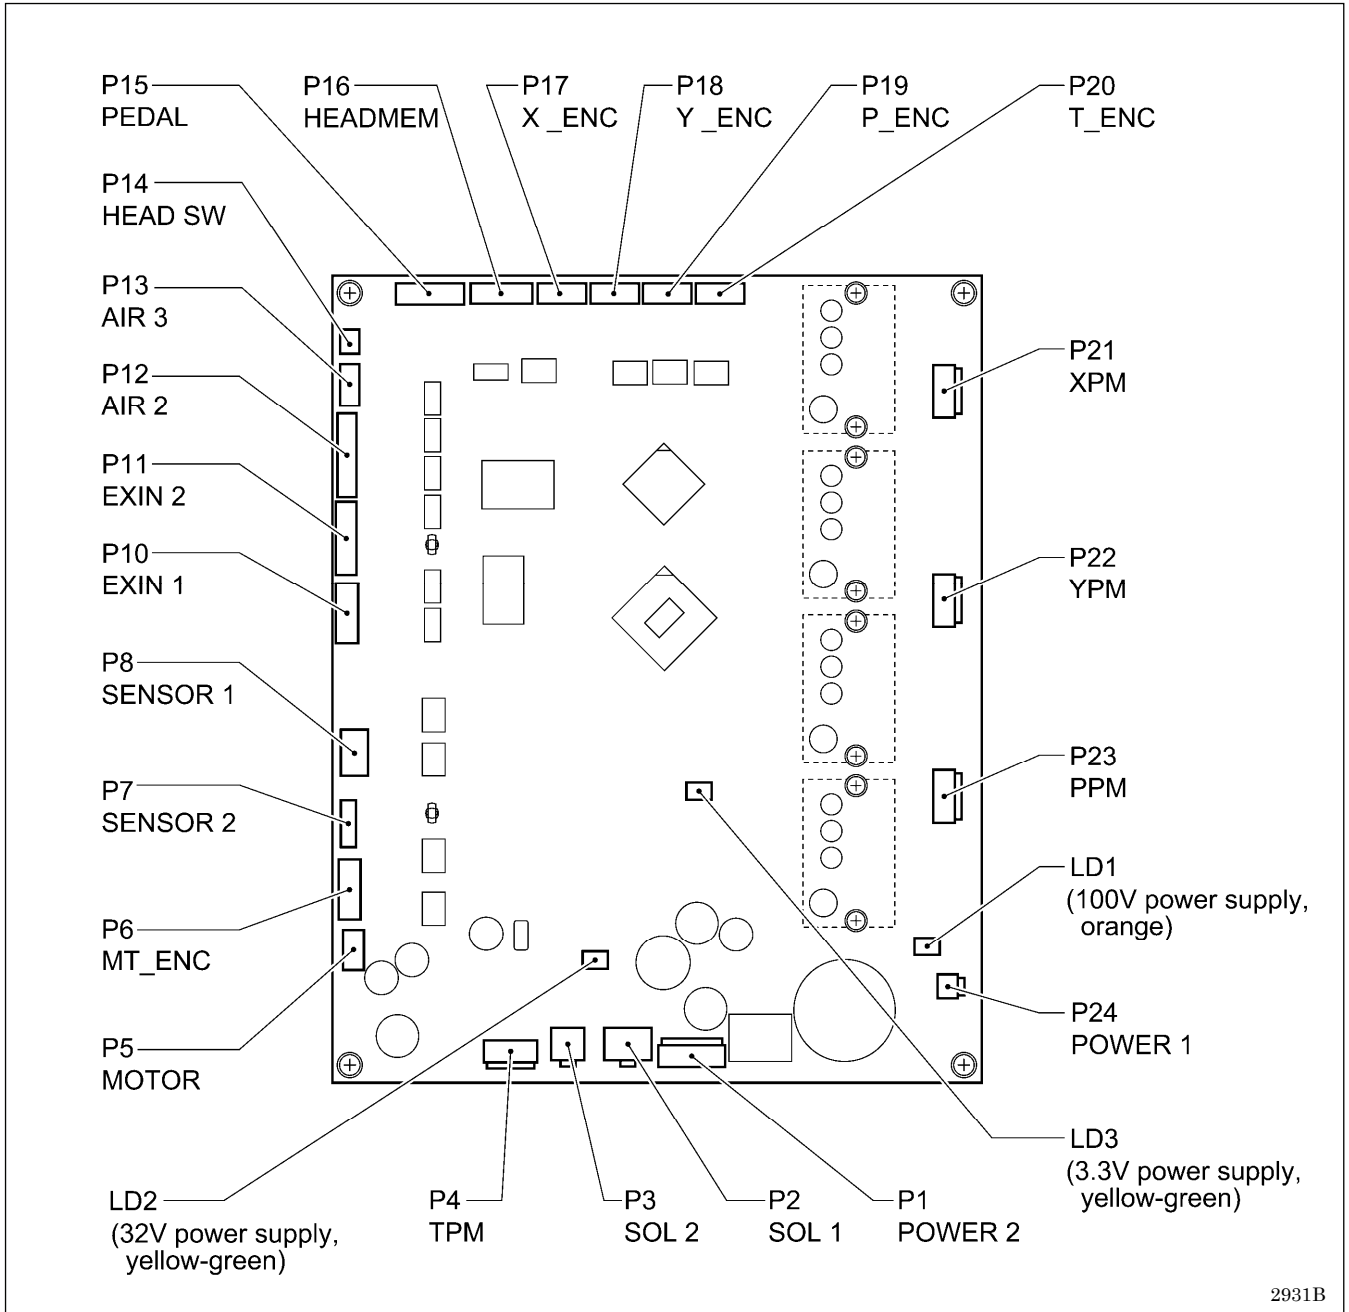 P15
PEDAL
P16
HEADMEM
P17
X _ENC
P18
Y _ENC
P19
P_ENC
P20
T_ENC
P14
HEAD SW
P13
AIR 3
P12
AIR 2
P11
EXIN 2
P10
EXIN 1
P8
SENSOR 1
P7
SENSOR 2
P6
MT_ENC
P5
MOTOR
P21
XPM
P22
YPM
P23
PPM
LD1
(100V power supply,
orange)
P24
POWER 1
LD3
(3.3V power supply,
yellow-green)
LD2
(32V power supply,
yellow-green)
P4
TPM
P3
SOL 2
P2
SOL 1
P1
POWER 2
2931B